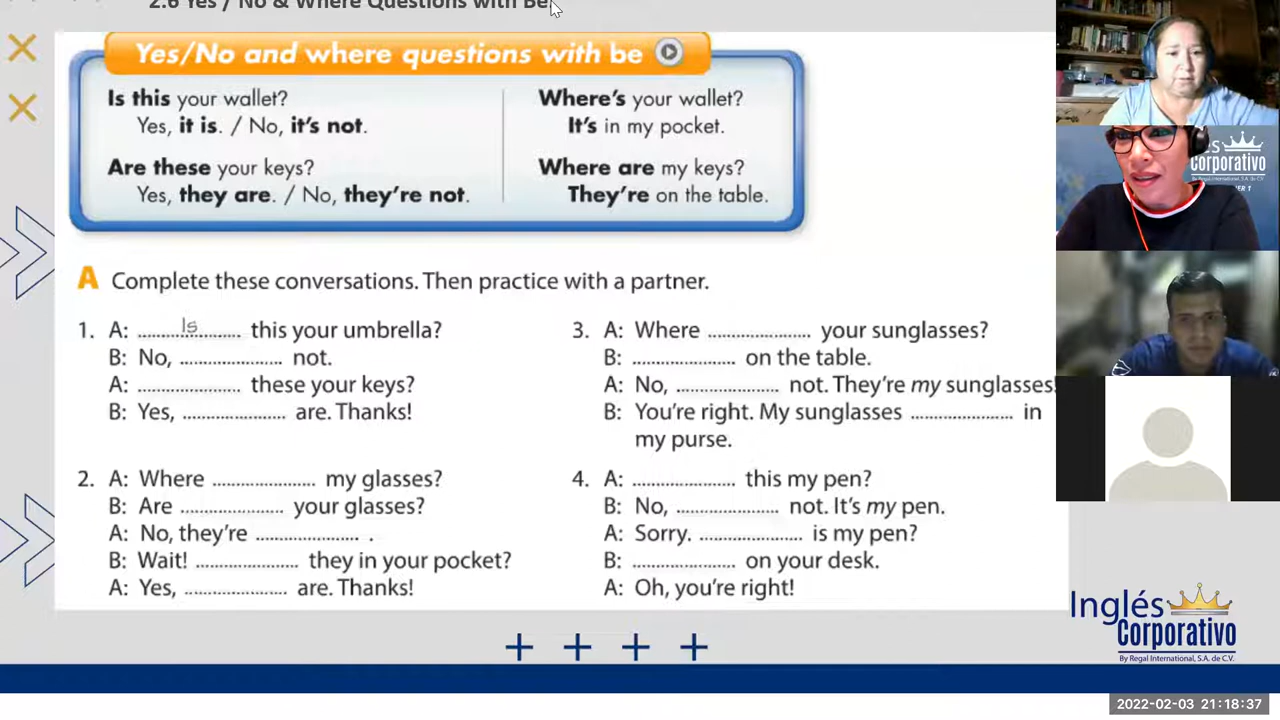 2.6 Yes / No & Where Questions with Be
Yes/No and where questions with be
Is this your wallet?
Yes, it is. / No, it's not.
Are these your keys?
Yes, they are. / No, they're not.
Where's your wallet?
It's in my pocket.
Where are my keys?
They're on the table.
A Complete these conversations. Then practice with a partner.
1. A: ....Is.... this your umbrella?
B: No, .................... not.
A: .................... these your keys?
B: Yes, .................... are. Thanks!
2. A: Where .................... my glasses?
B: Are .................... your glasses?
A: No, they're .................... .
B: Wait! .................... they in your pocket?
A: Yes, .................... are. Thanks!
3. A: Where .................... your sunglasses?
B: .................... on the table.
A: No, .................... not. They're my sunglasses!
B: You're right. My sunglasses .................... in
my purse.
4. A: .................... this my pen?
B: No, .................... not. It's my pen.
A: Sorry. .................... is my pen?
B: .................... on your desk.
A: Oh, you're right!
Corporativo
By Regal International, S.A. de C.V.
Inglés
Corporativo
By Regal International, S.A. de C.V.
2022-02-03 21:18:37